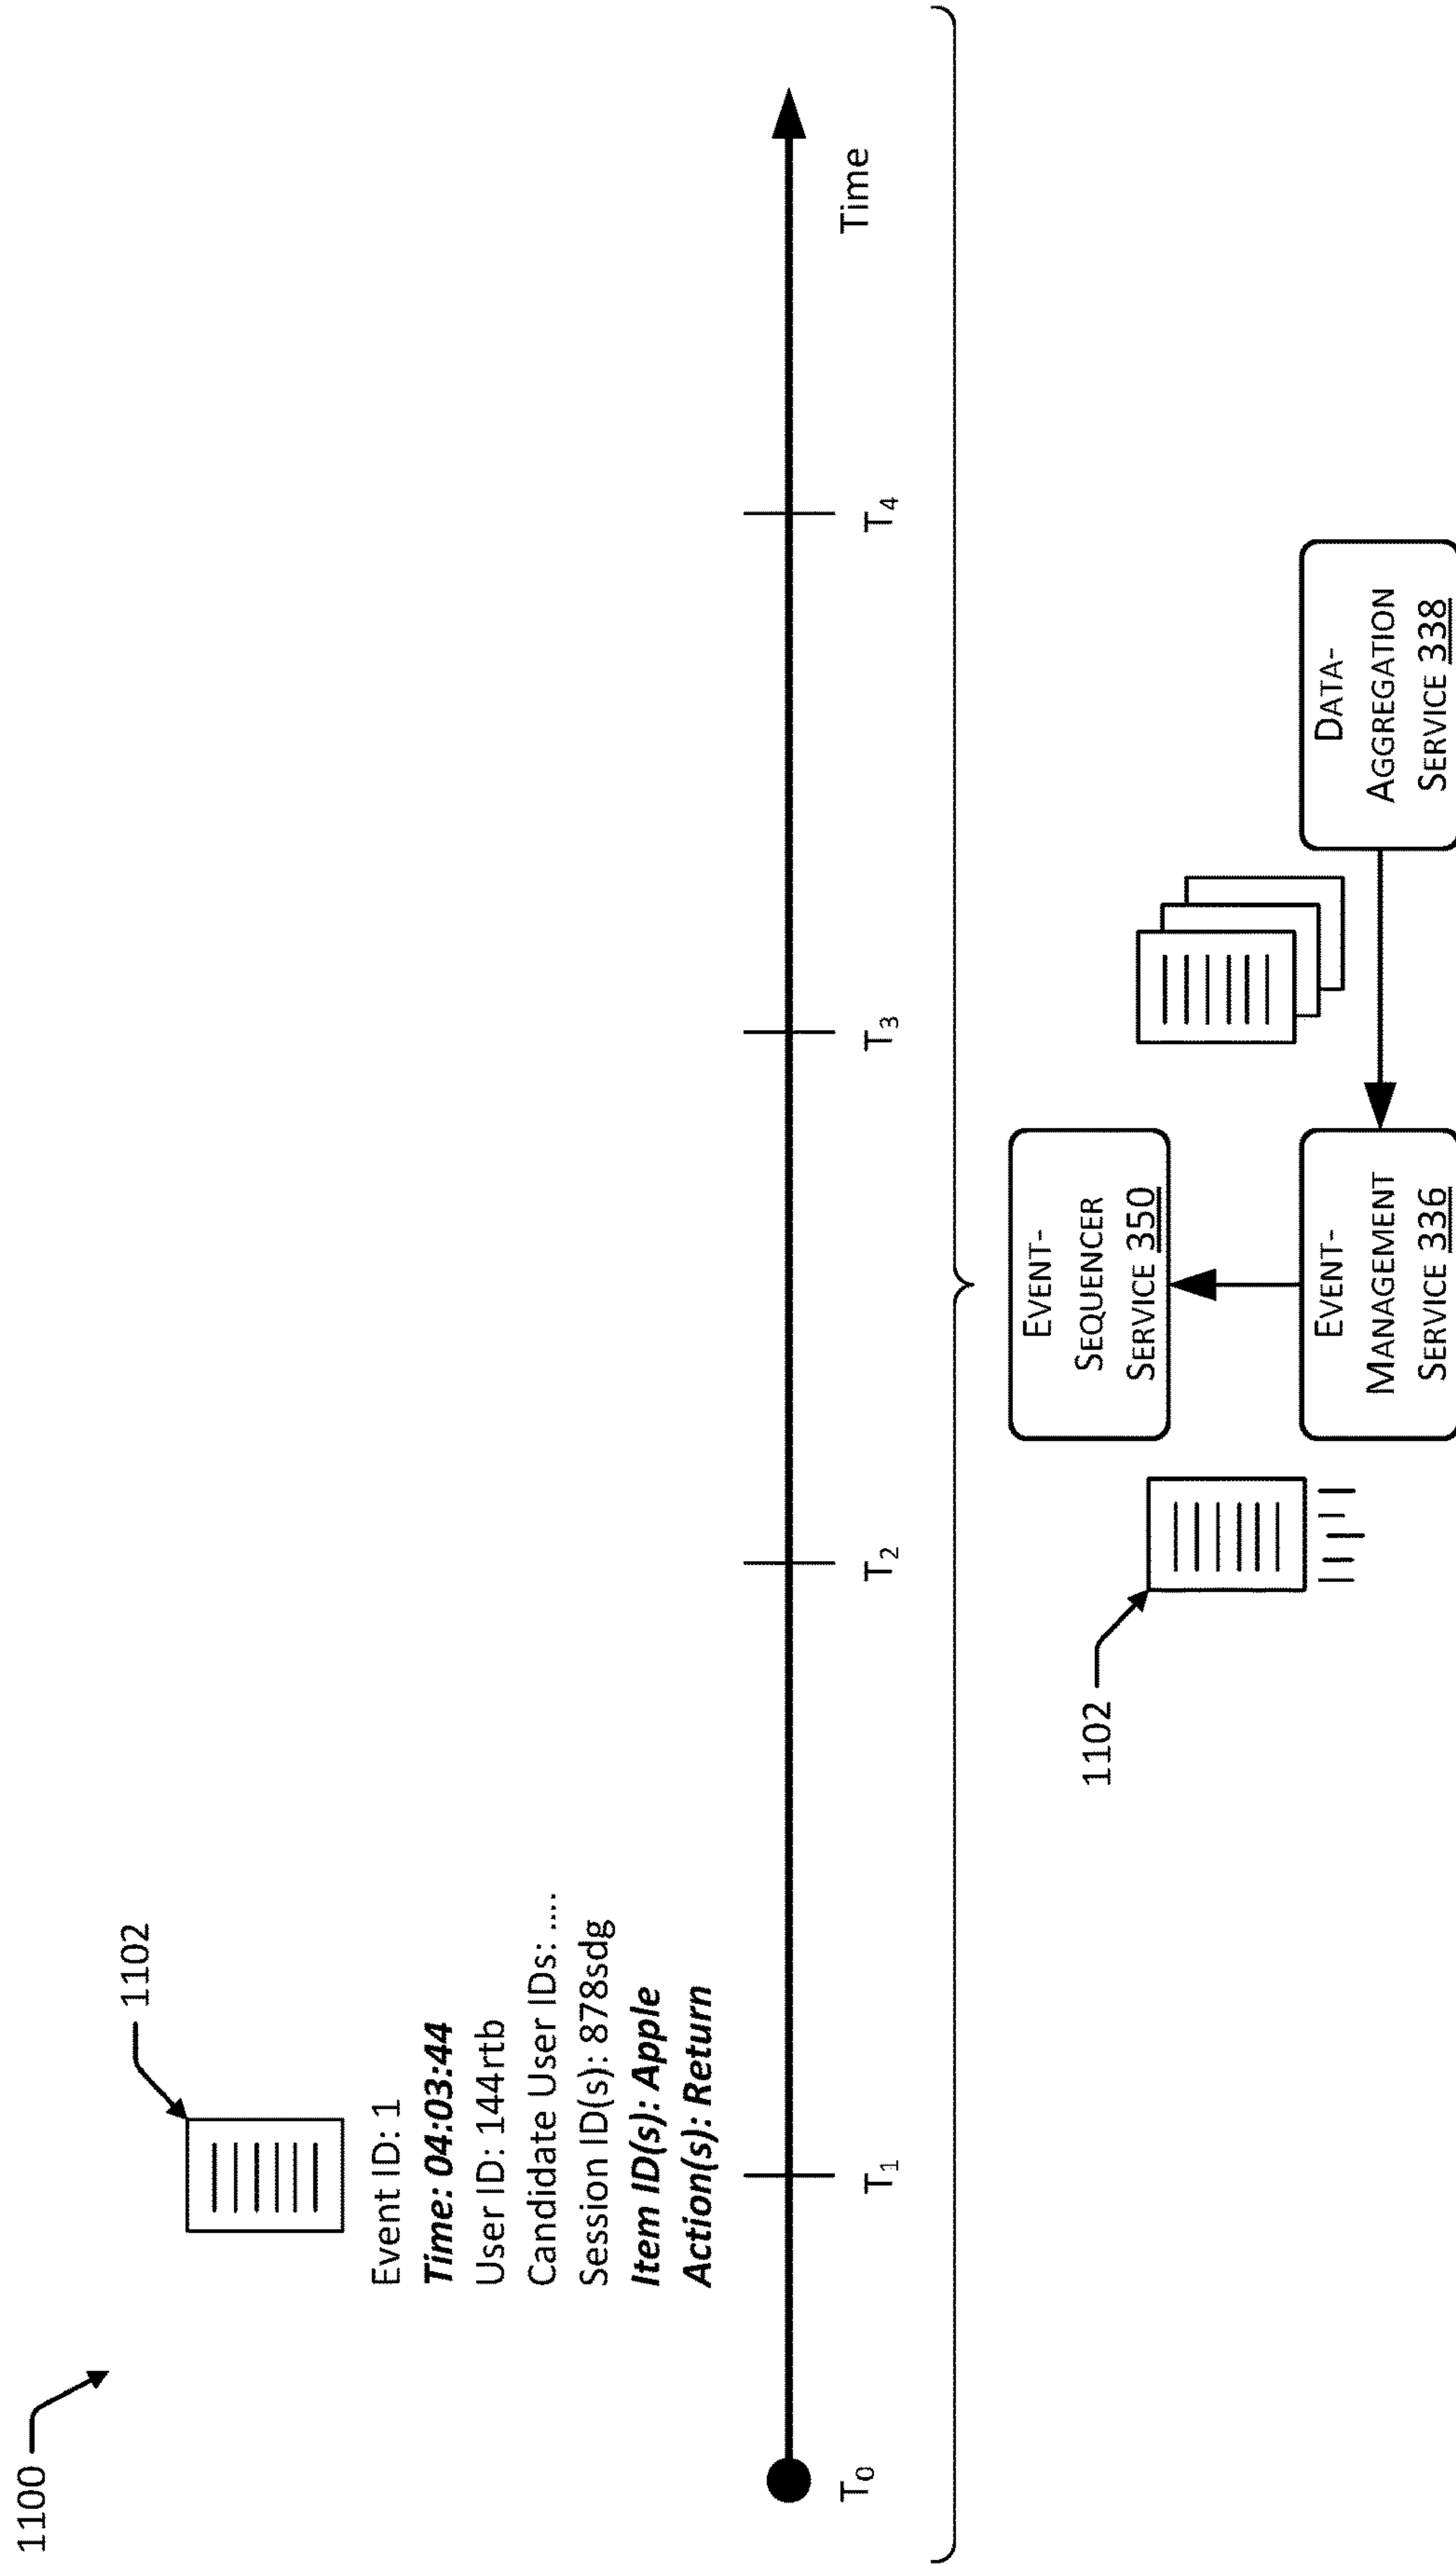 1100
1102
Event ID: 1
Time: 04:03:44
User ID: 144rtb
Candidate User IDs: ....
Session ID(s): 878sdg
Item ID(s): Apple
Action(s): Return
T0
T1
T2
T3
T4
Time
1102
EVENT-
SEQUENCER
SERVICE 350
EVENT-
MANAGEMENT
SERVICE 336
DATA-
AGGREGATION
SERVICE 338